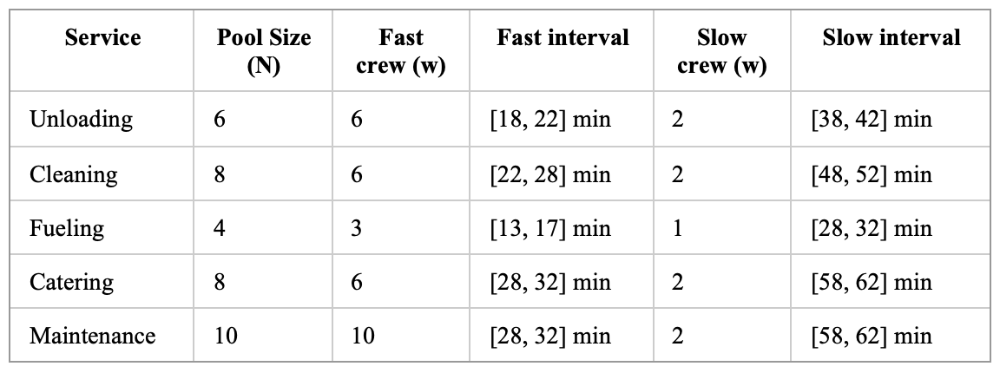 Service Pool Size (N) Fast crew (w) Fast interval Slow crew (w) Slow interval
Unloading 6 6 [18, 22] min 2 [38, 42] min
Cleaning 8 6 [22, 28] min 2 [48, 52] min
Fueling 4 3 [13, 17] min 1 [28, 32] min
Catering 8 6 [28, 32] min 2 [58, 62] min
Maintenance 10 10 [28, 32] min 2 [58, 62] min